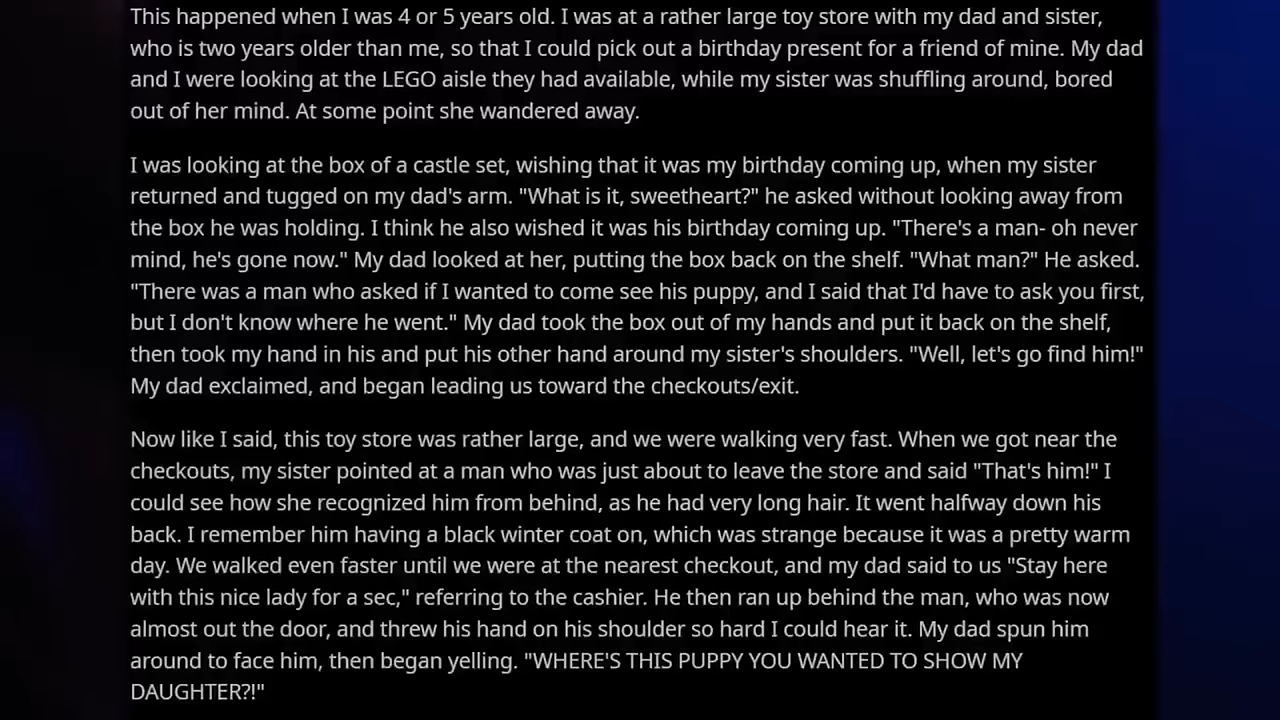 This happened when I was 4 or 5 years old. I was at a rather large toy store with my dad and sister,
who is two years older than me, so that I could pick out a birthday present for a friend of mine. My dad
and I were looking at the LEGO aisle they had available, while my sister was shuffling around, bored
out of her mind. At some point she wandered away.
I was looking at the box of a castle set, wishing that it was my birthday coming up, when my sister
returned and tugged on my dad's arm. "What is it, sweetheart?" he asked without looking away from
the box he was holding. I think he also wished it was his birthday coming up. "There's a man- oh never
mind, he's gone now." My dad looked at her, putting the box back on the shelf. "What man?" He asked.
"There was a man who asked if I wanted to come see his puppy, and I said that I'd have to ask you first,
but I don't know where he went." My dad took the box out of my hands and put it back on the shelf,
then took my hand in his and put his other hand around my sister's shoulders. "Well, let's go find him!"
My dad exclaimed, and began leading us toward the checkouts/exit.
Now like I said, this toy store was rather large, and we were walking very fast. When we got near the
checkouts, my sister pointed at a man who was just about to leave the store and said "That's him!" I
could see how she recognized him from behind, as he had very long hair. It went halfway down his
back. I remember him having a black winter coat on, which was strange because it was a pretty warm
day. We walked even faster until we were at the nearest checkout, and my dad said to us "Stay here
with this nice lady for a sec," referring to the cashier. He then ran up behind the man, who was now
almost out the door, and threw his hand on his shoulder so hard I could hear it. My dad spun him
around to face him, then began yelling. "WHERE'S THIS PUPPY YOU WANTED TO SHOW MY
DAUGHTER?!"